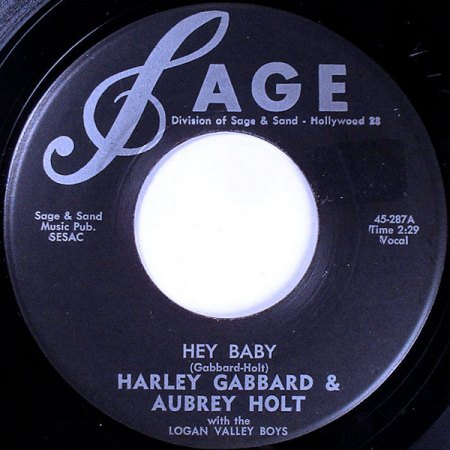 SAGE
Division of Sage & Sand - Hollywood 28
Sage & Sand
Music Pub.
SESAC
45-287A
Time 2:29
Vocal
HEY BABY
(Gabbard-Holt)
HARLEY GABBARD &
AUBREY HOLT
with the
LOGAN VALLEY BOYS